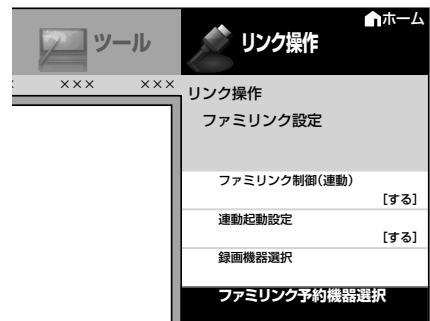 ホーム
ツール
リンク操作
××× ×××
リンク操作
ファミリンク設定
ファミリンク制御(連動)
[する]
連動起動設定
[する]
録画機器選択
ファミリンク予約機器選択